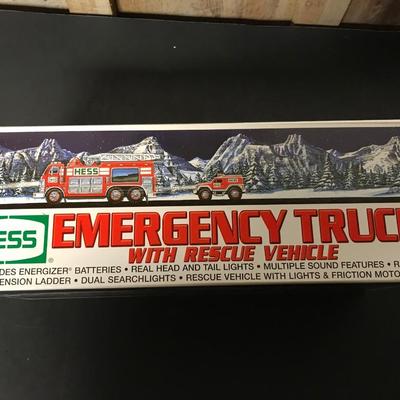 HESS
ESS® EMERGENCY TRUC
WITH RESCUE VEHICLE
DES ENERGIZER® BATTERIES • REAL HEAD AND TAIL LIGHTS • MULTIPLE SOUND FEATURES • RA
ENSION LADDER • DUAL SEARCHLIGHTS • RESCUE VEHICLE WITH LIGHTS & FRICTION MOTO